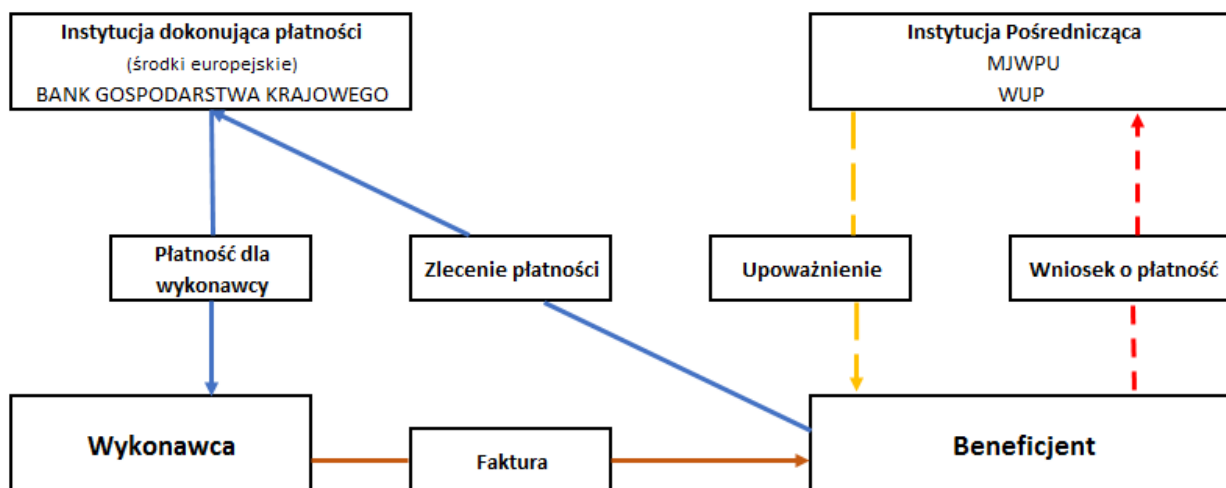 Instytucja dokonująca płatności
(środki europejskie)
BANK GOSPODARSTWA KRAJOWEGO
Instytucja Pośrednicząca
MJWPU
WUP
Płatność dla
wykonawcy
Zlecenie płatności
Upoważnienie
Wniosek o płatność
Wykonawca
Faktura
Beneficjent